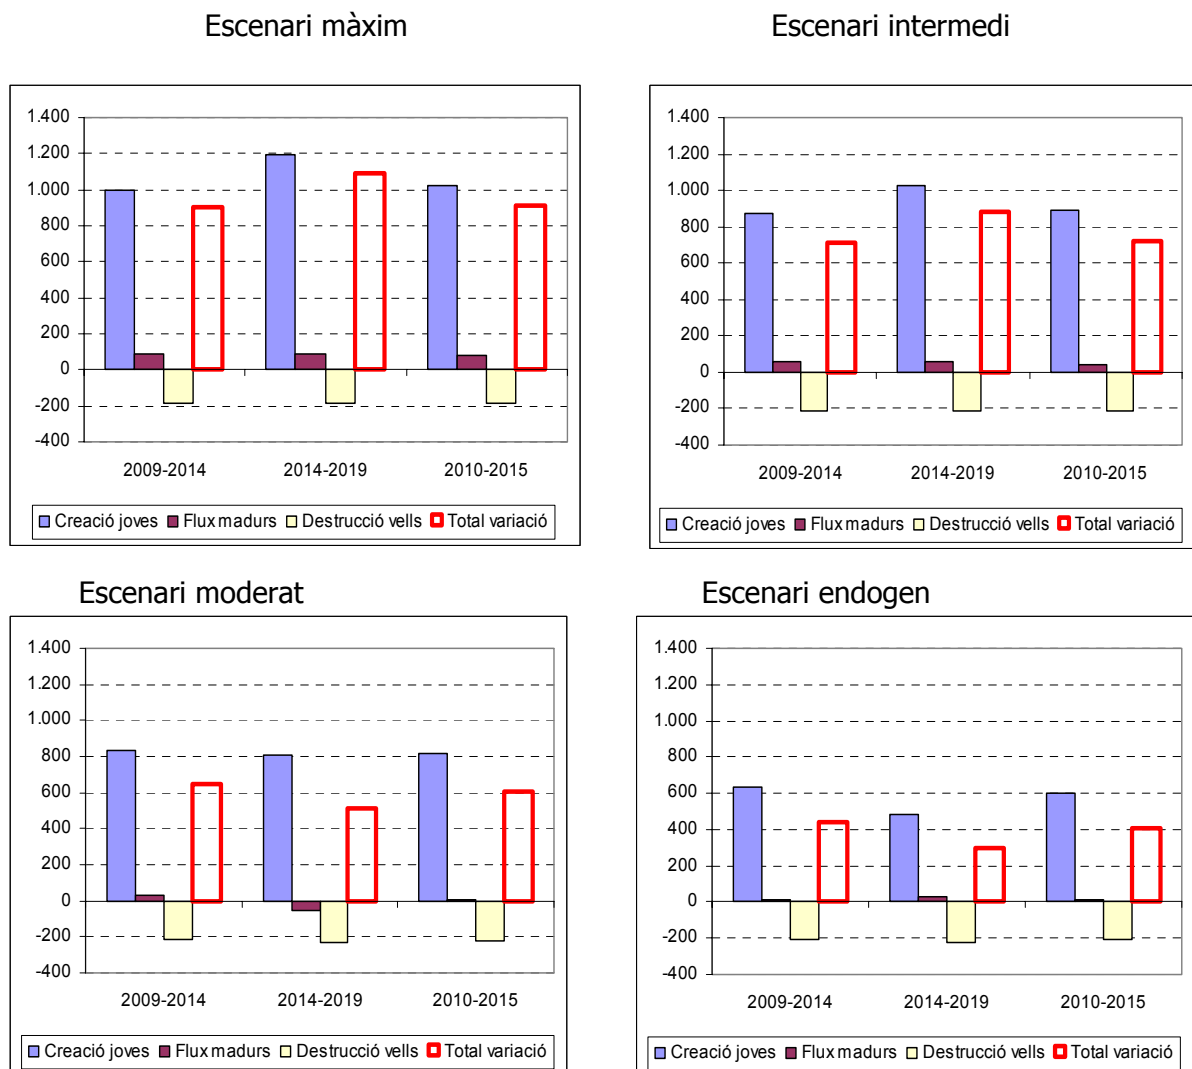 Escenari màxim
Escenari intermedi
1.400
1.200
1.000
800
600
400
200
0
-200
-400
2009-2014
2014-2019
2010-2015
Creació joves
Flux madurs
Destrucció vells
Total variació
1.400
1.200
1.000
800
600
400
200
0
-200
-400
2009-2014
2014-2019
2010-2015
Creació joves
Flux madurs
Destrucció vells
Total variació
Escenari moderat
Escenari endogen
1.400
1.200
1.000
800
600
400
200
0
-200
-400
2009-2014
2014-2019
2010-2015
Creació joves
Flux madurs
Destrucció vells
Total variació
1.400
1.200
1.000
800
600
400
200
0
-200
-400
2009-2014
2014-2019
2010-2015
Creació joves
Flux madurs
Destrucció vells
Total variació